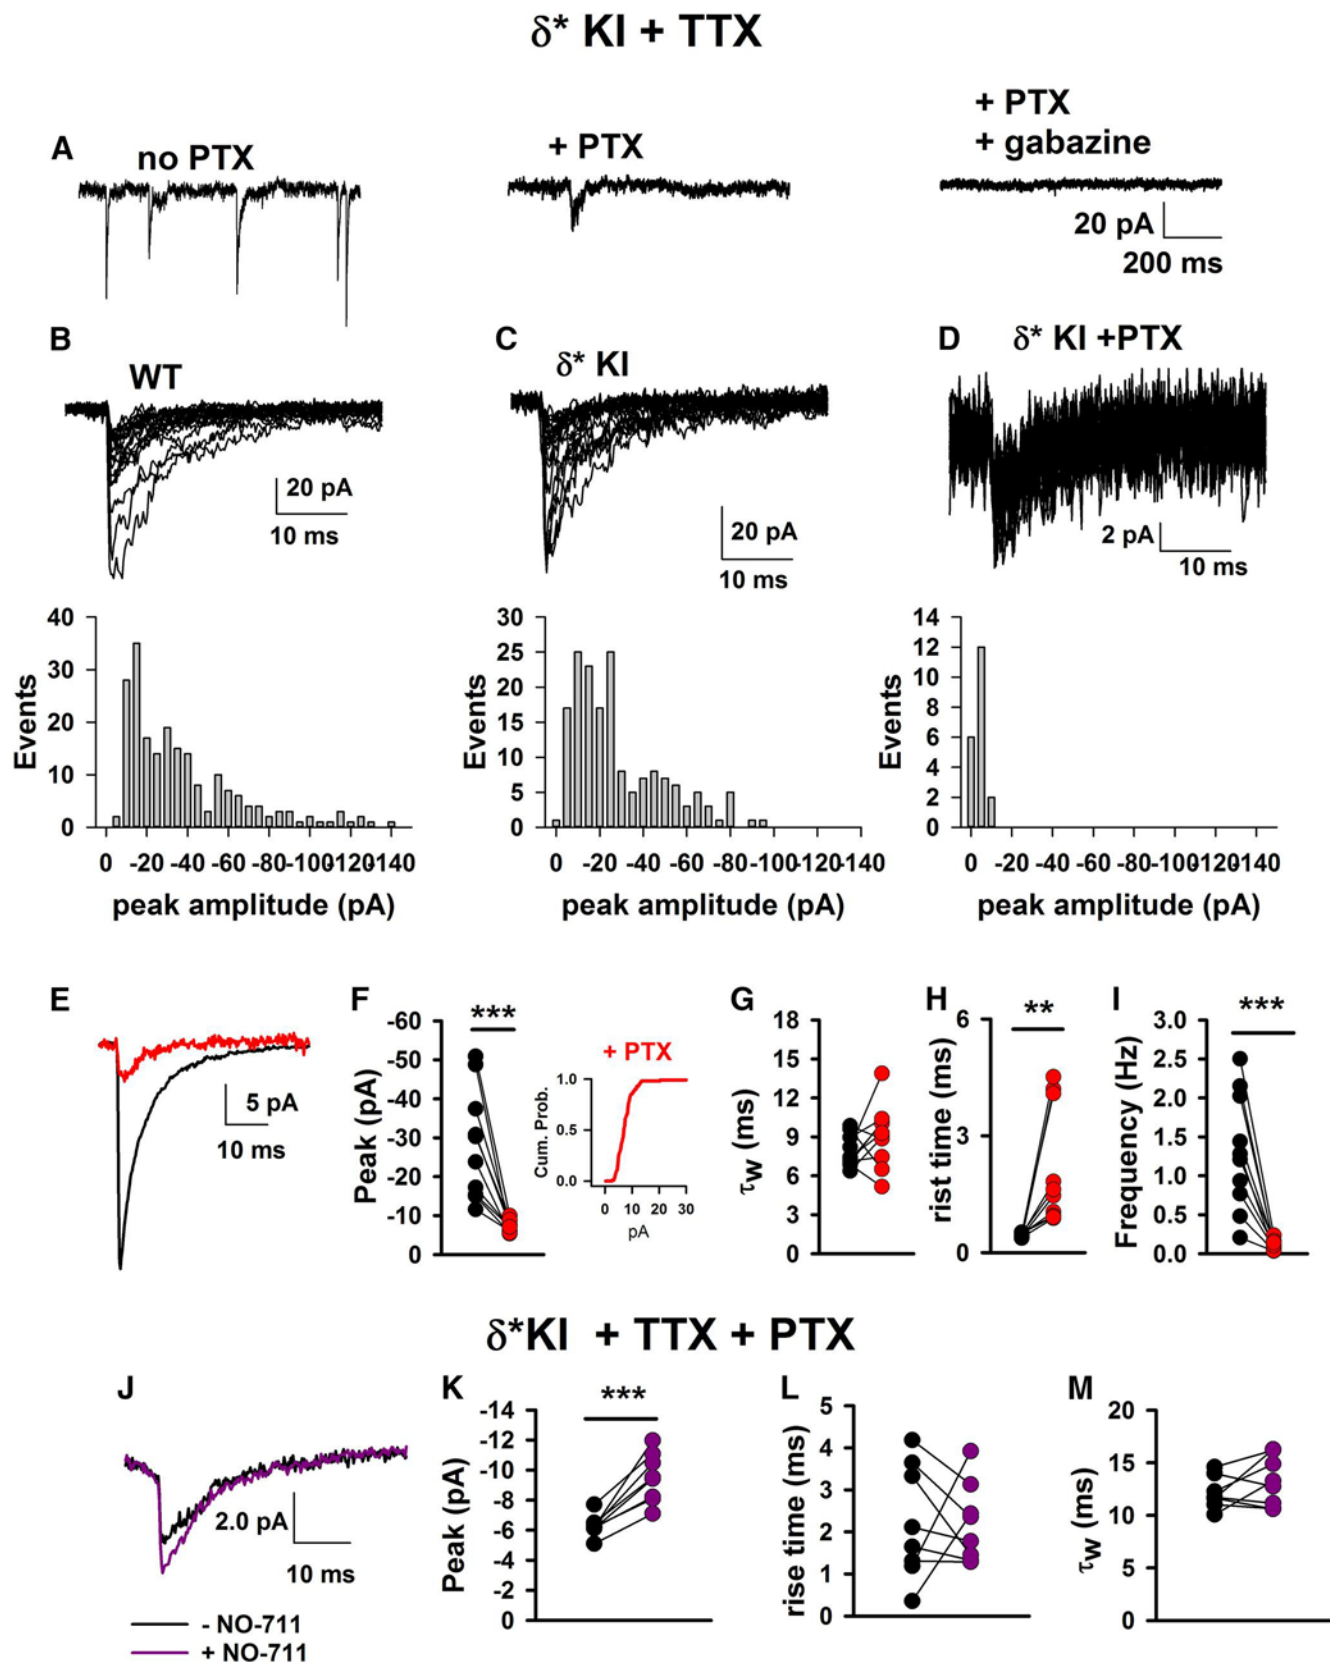 δ* KI + TTX
A
no PTX
+ PTX
+ PTX
+ gabazine
20 pA
200 ms
B
WT
20 pA
10 ms
C
δ* KI
20 pA
10 ms
D
δ* KI +PTX
2 pA
10 ms
40
30
20
10
0
Events
0 -20 -40 -60 -80 -100 -120 -140
peak amplitude (pA)
30
25
20
15
10
5
0
Events
0 -20 -40 -60 -80 -100 -120 -140
peak amplitude (pA)
14
12
10
8
6
4
2
0
Events
0 -20 -40 -60 -80 -100 -120 -140
peak amplitude (pA)
E
5 pA
10 ms
F
***
-60
-50
-40
-30
-20
-10
0
Peak (pA)
+ PTX
1.0
0.5
0.0
Cum. Prob.
0 10 20 30
pA
G
18
15
12
9
6
3
0
τw (ms)
H
**
6
3
0
rist time (ms)
I
***
3.0
2.5
2.0
1.5
1.0
0.5
0.0
Frequency (Hz)
δ*KI + TTX + PTX
J
2.0 pA
10 ms
- NO-711
+ NO-711
K
***
-14
-12
-10
-8
-6
-4
-2
0
Peak (pA)
L
5
4
3
2
1
0
rise time (ms)
M
20
15
10
5
0
τw (ms)